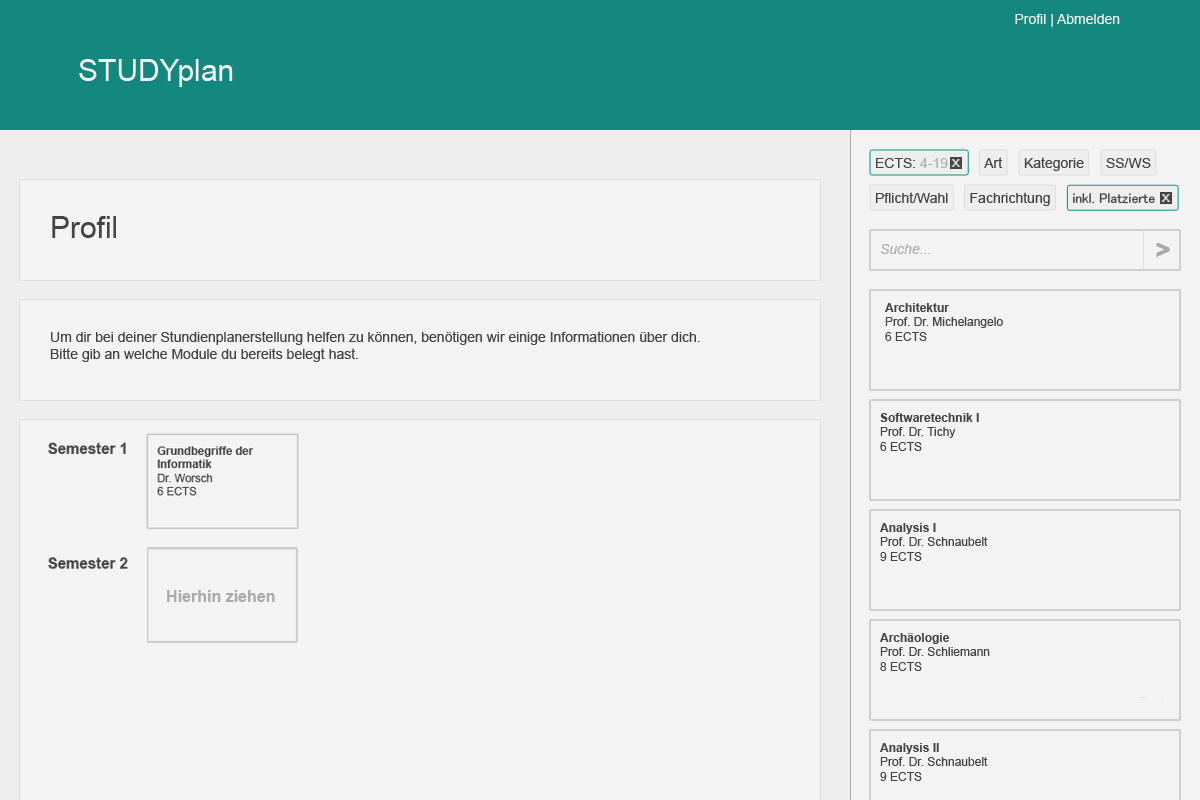 Profil | Abmelden
STUDYplan
Profil
Um dir bei deiner Stundienplanerstellung helfen zu können, benötigen wir einige Informationen über dich.
Bitte gib an welche Module du bereits belegt hast.
Semester 1
Grundbegriffe der
Informatik
Dr. Worsch
6 ECTS
Semester 2
Hierhin ziehen
ECTS: 4-19 X Art Kategorie SS/WS
Pflicht/Wahl Fachrichtung inkl. Platzierte X
Suche... >
Architektur
Prof. Dr. Michelangelo
6 ECTS
Softwaretechnik I
Prof. Dr. Tichy
6 ECTS
Analysis I
Prof. Dr. Schnaubelt
9 ECTS
Archäologie
Prof. Dr. Schliemann
8 ECTS
Analysis II
Prof. Dr. Schnaubelt
9 ECTS